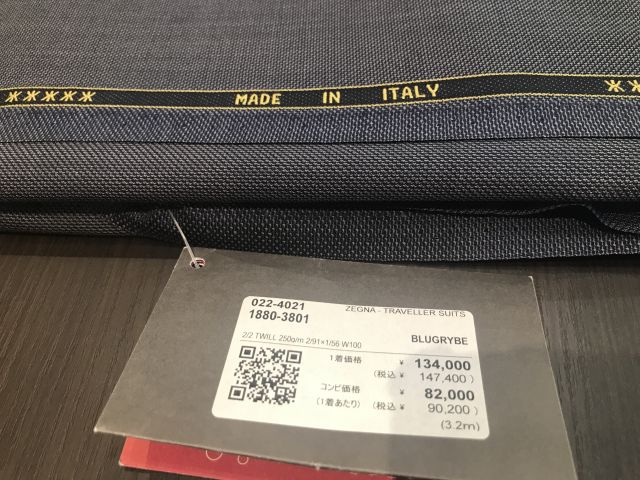 MADE IN ITALY
022-4021 ZEGNA - TRAVELLER SUITS
1880-3801
2/2 TWILL 250g/m 2/91×1/56 W100 BLUGRYBE
1着価格 ¥ 134,000
(税込 ¥ 147,400 )
コンビ価格 ¥ 82,000
(1着あたり) (税込 ¥ 90,200 )
(3.2m)